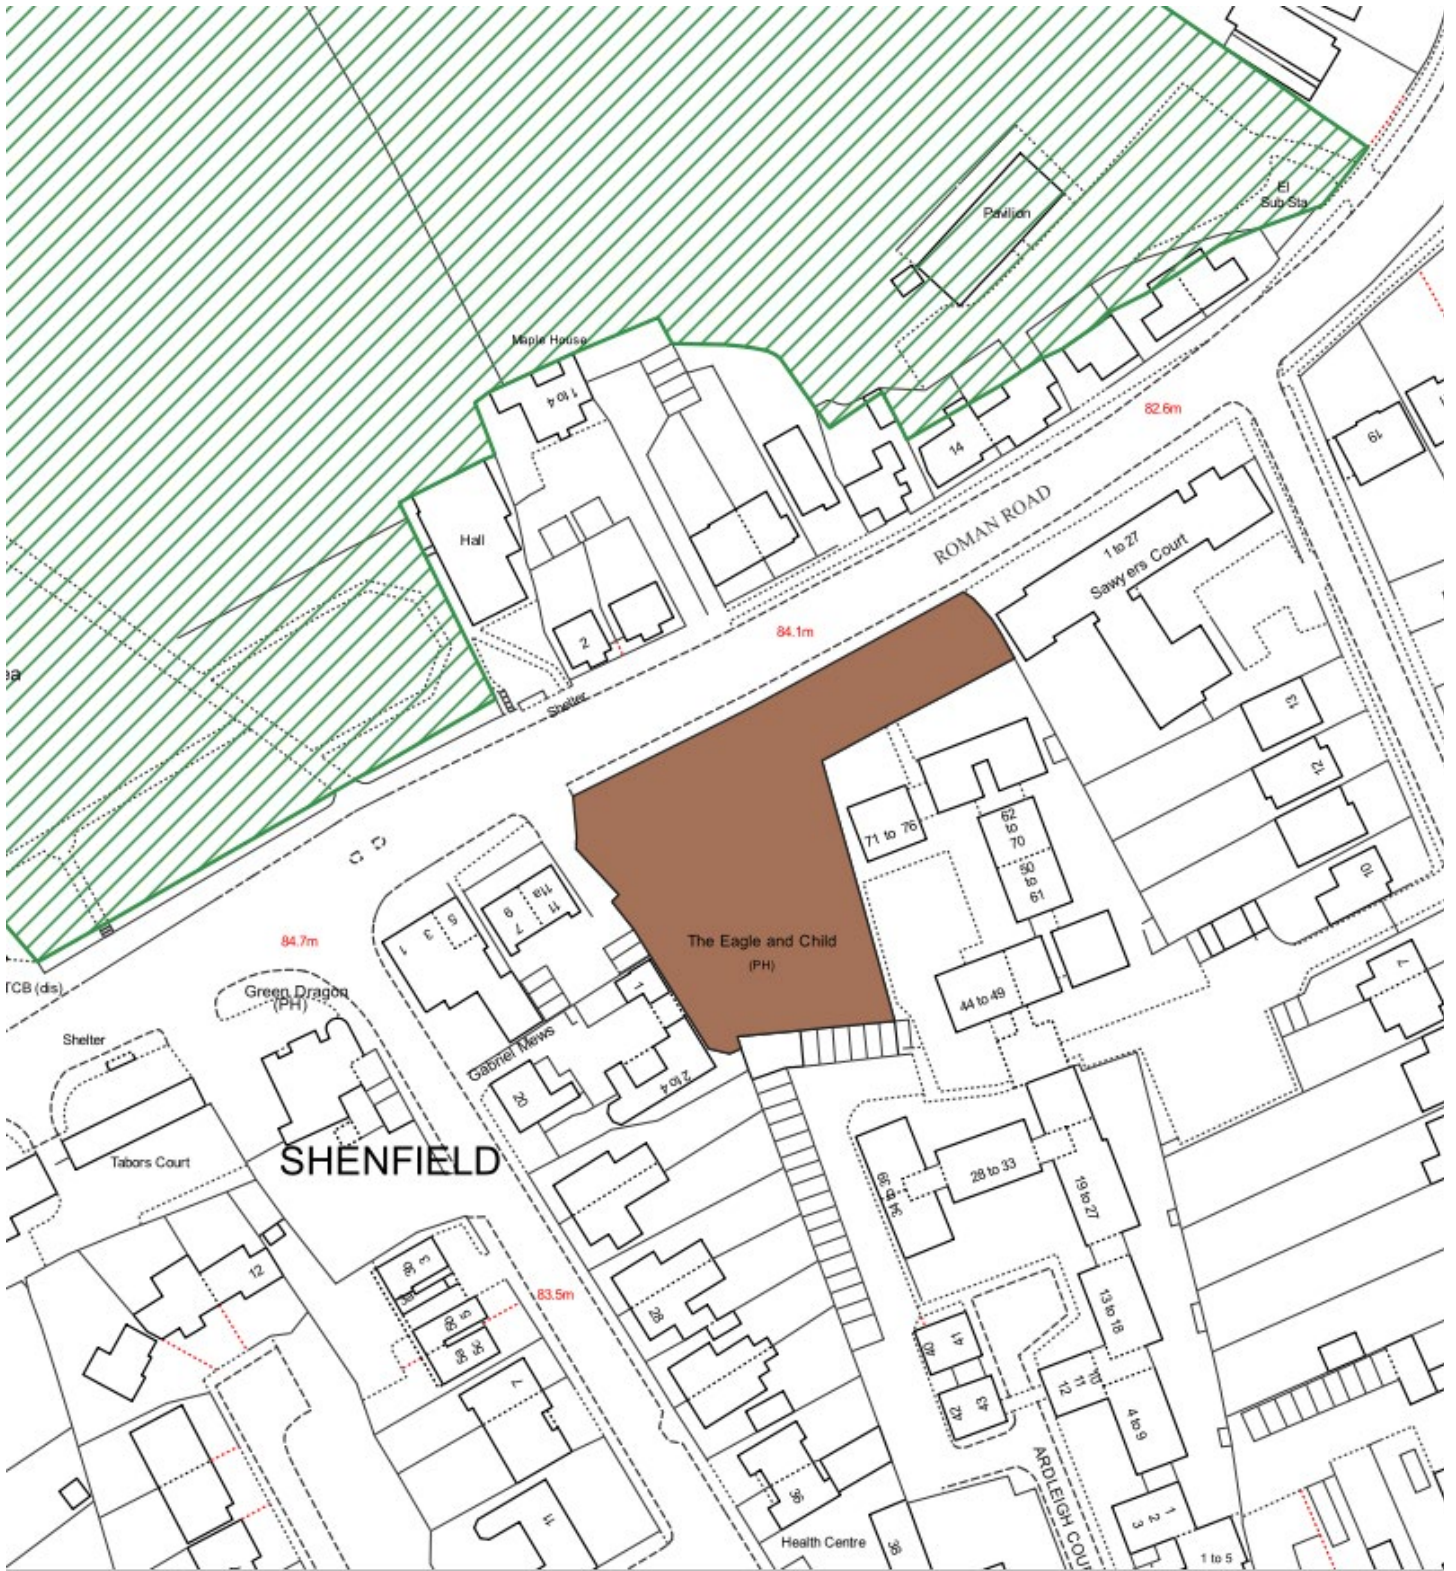 Pavilion
El
Sub Sta
Maple House
1 to 4
82.6m
14
19
Hall
ROMAN ROAD
1 to 27
Sawyers Court
2
84.1m
Shelter
13
12
71 to 76
62
to
70
50
to
61
10
11a
11
9
7
5
3
1
The Eagle and Child
(PH)
84.7m
44 to 49
7
TCB (dis)
Green Dragon
(PH)
1
Shelter
Gabriel Mews
2 to 4
20
Tabors Court
SHENFIELD
28 to 33
34 to
39
19 to 27
12
3
83.5m
5
28
13 to 18
41
40
10
11
12
43
42
7
4 to 9
36
ARDLEIGH COU
11
1
2
3
Health Centre
38
1 to 5